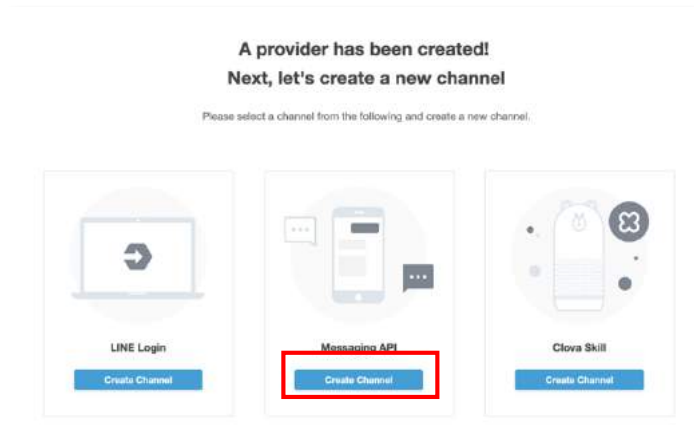 A provider has been created!
Next, let's create a new channel
Please select a channel from the following and create a new channel.
LINE Login
Messaging API
Clova Skill
Create Channel
Create Channel
Create Channel